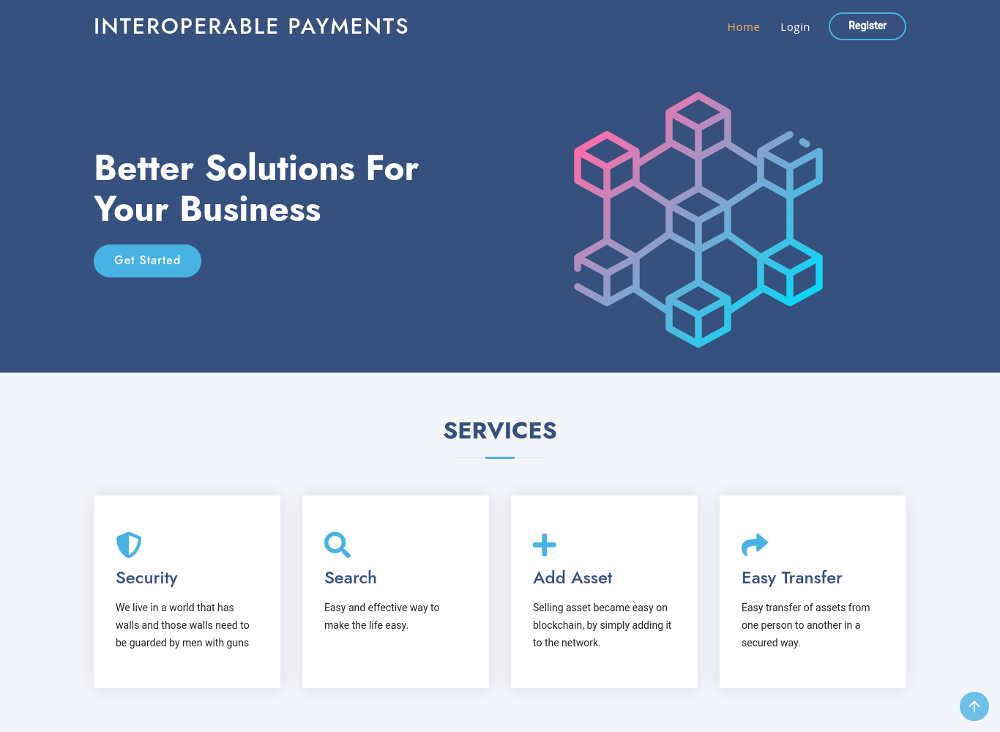 INTEROPERABLE PAYMENTS
Home
Login
Register
Better Solutions For
Your Business
Get Started
SERVICES
Security
We live in a world that has
walls and those walls need to
be guarded by men with guns
Search
Easy and effective way to
make the life easy.
Add Asset
Selling asset became easy on
blockchain, by simply adding it
to the network.
Easy Transfer
Easy transfer of assets from
one person to another in a
secured way.